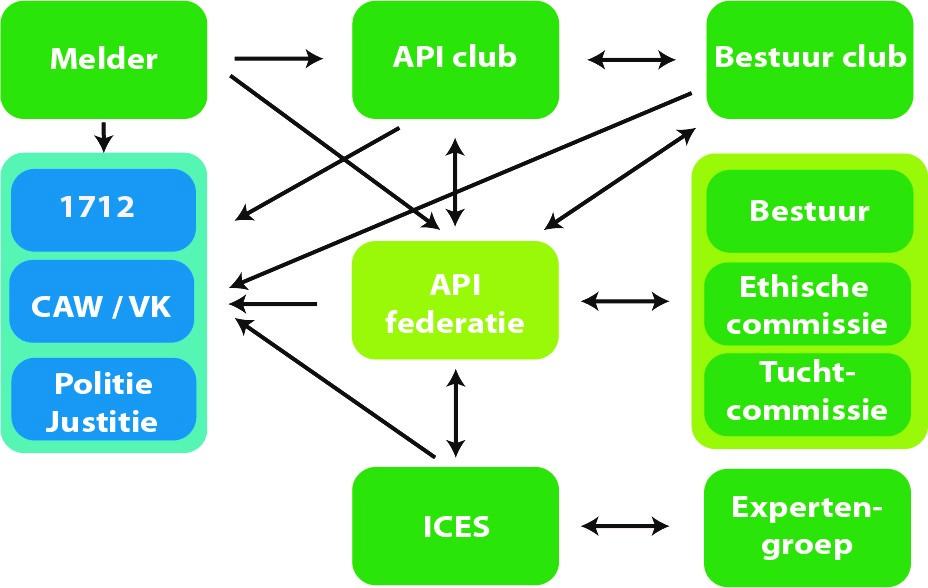 Melder
API club
Bestuur club
1712
CAW / VK
Politie
Justitie
API
federatie
Bestuur
Ethische
commissie
Tucht-
commissie
ICES
Experten-
groep